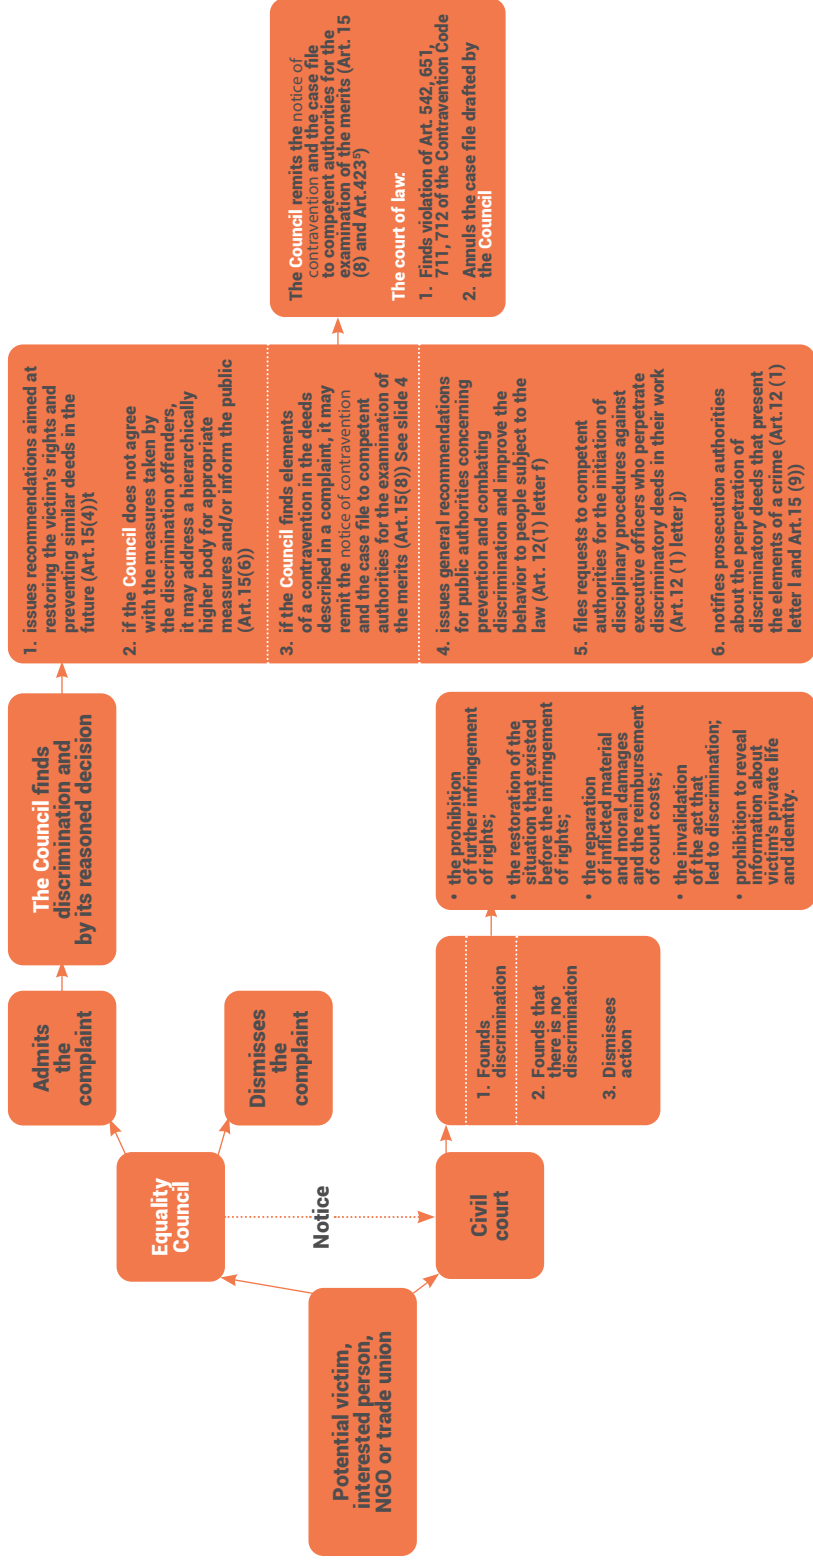 Potential victim,
interested person,
NGO or trade union
Equality
Council
Notice
Civil
court
Admits
the
complaint
Dismisses
the
complaint
1. Founds
discrimination
2. Founds that
there is no
discrimination
3. Dismisses
action
The Council finds
discrimination and
by its reasoned decision
• the prohibition
of further infringement
of rights;
• the restoration of the
situation that existed
before the infringement
of rights;
• the reparation
of inflicted material
and moral damages
and the reimbursement
of court costs;
• the invalidation
of the act that
led to discrimination;
• prohibition to reveal
information about
victim's private life
and identity.
1. issues recommendations aimed at
restoring the victim's rights and
preventing similar deeds in the
future (Art.15(4))t
2. if the Council does not agree
with the measures taken by
the discrimination offenders,
it may address a hierarchically
higher body for appropriate
measures and/or inform the public
(Art.15(6))
3. if the Council finds elements
of a contravention in the deeds
described in a complaint, it may
remit the notice of contravention
and the case file to competent
authorities for the examination of
the merits (Art.15(8)) See slide 4
4. issues general recommendations
for public authorities concerning
prevention and combating
discrimination and improve the
behavior to people subject to the
law (Art. 12(1) letter f)
5. files requests to competent
authorities for the initiation of
disciplinary procedures against
executive officers who perpetrate
discriminatory deeds in their work
(Art.12 (1) letter j)
6. notifies prosecution authorities
about the perpetration of
discriminatory deeds that present
the elements of a crime (Art.12 (1)
letter l and Art.15 (9))
The Council remits the notice of
contravention and the case file
to competent authorities for the
examination of the merits (Art. 15
(8) and Art.423⁵)
The court of law:
1. Finds violation of Art. 542, 651,
711, 712 of the Contravention Code
2. Annuls the case file drafted by
the Council